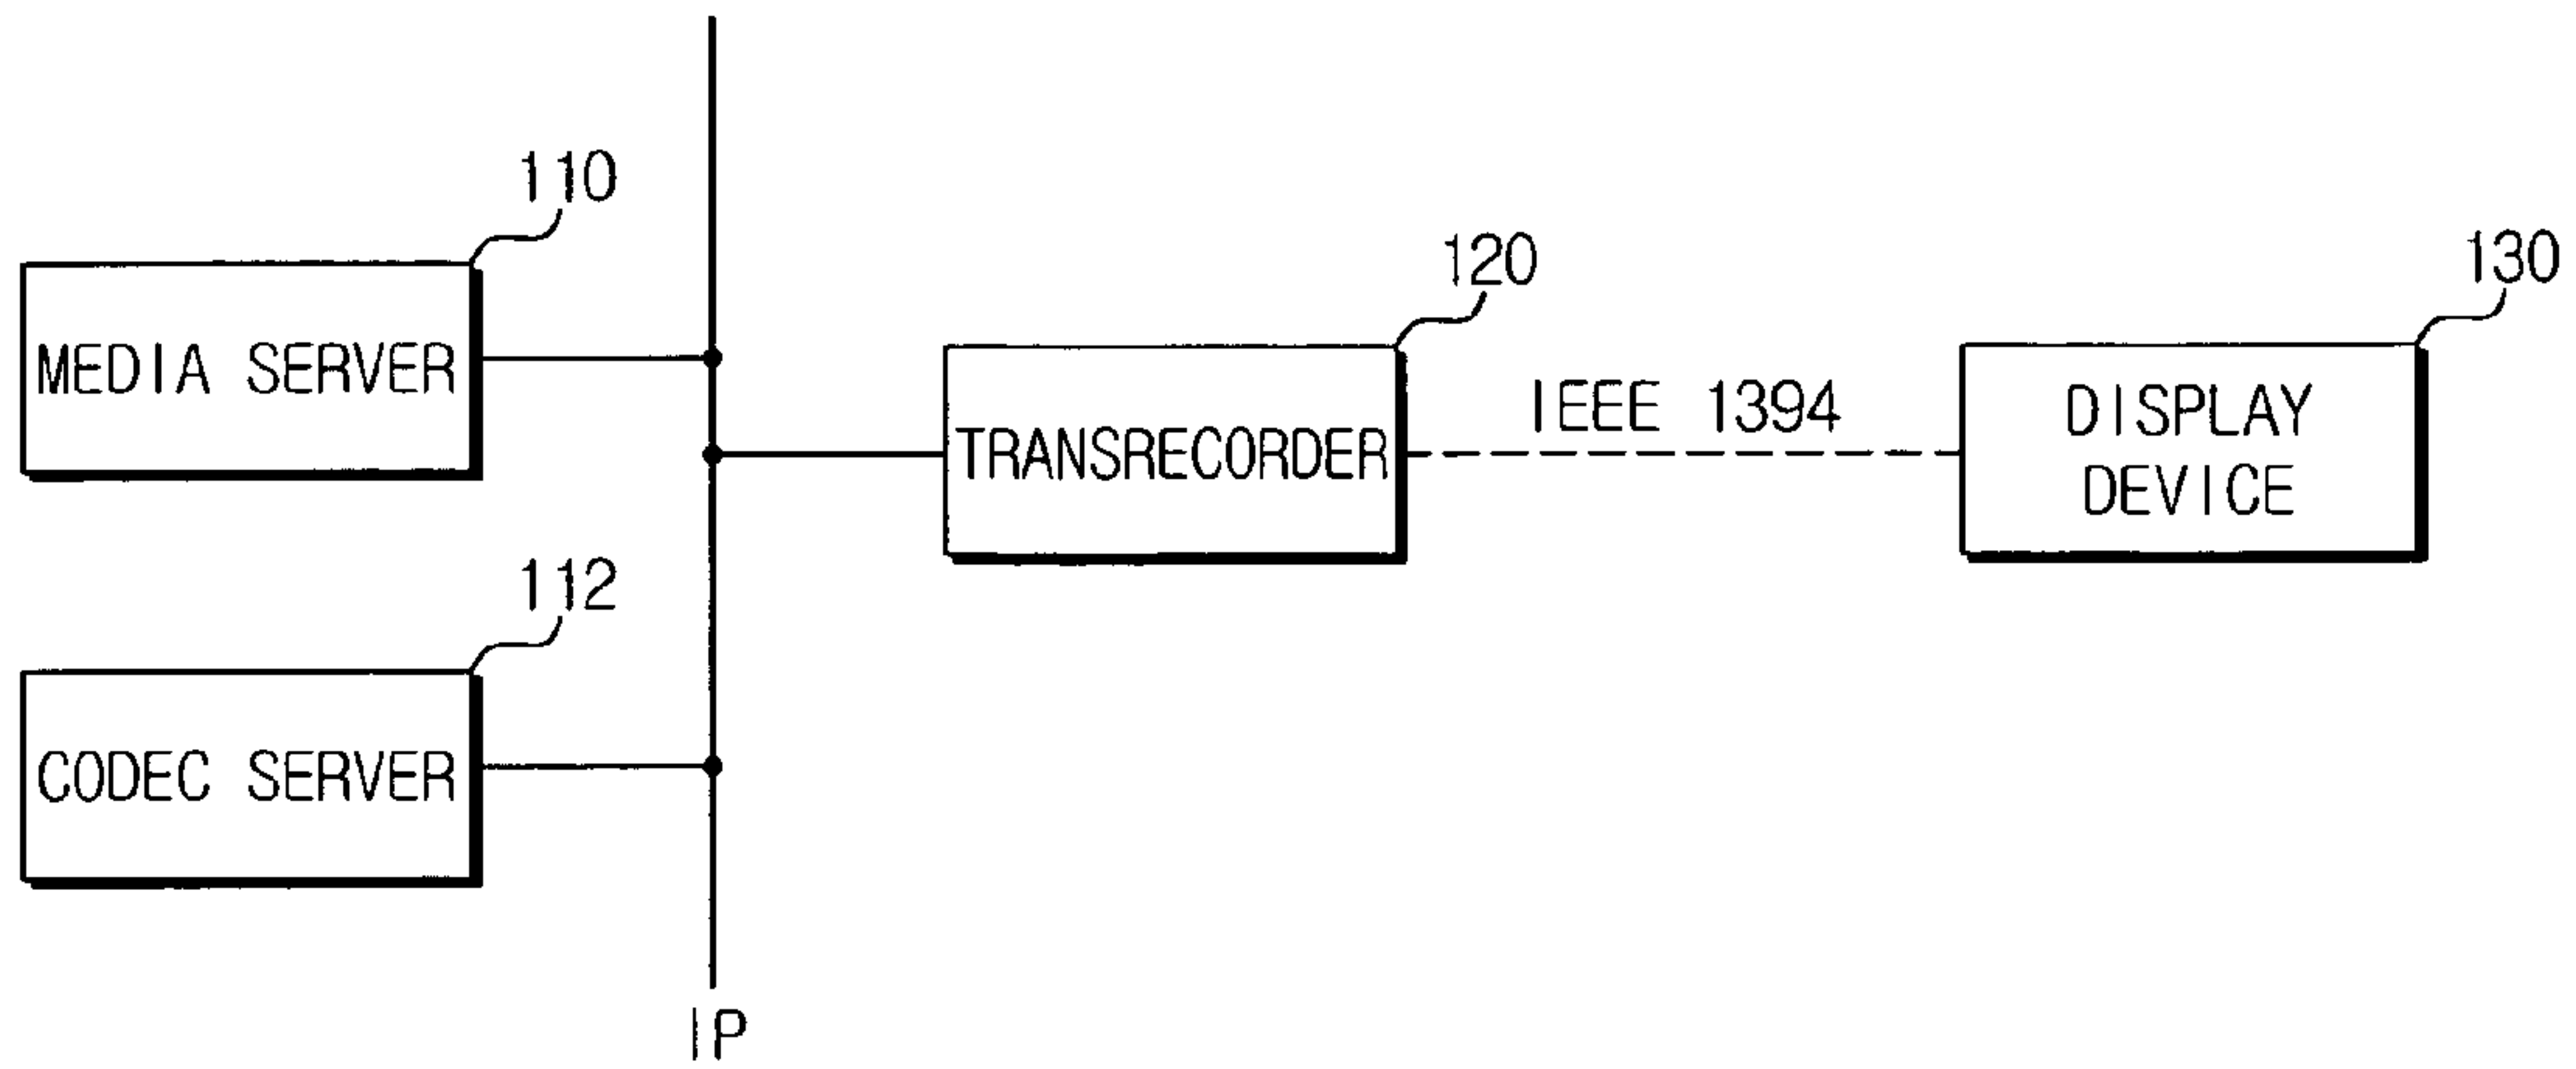 110
MEDIA SERVER
120
TRANSRECORDER
IEEE 1394
130
DISPLAY
DEVICE
112
CODEC SERVER
IP